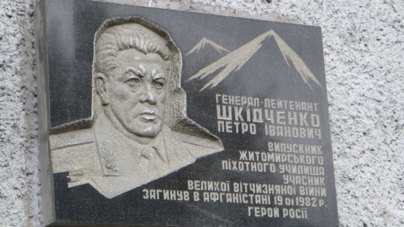 ГЕНЕРАЛ-ЛЕЙТЕНАНТ
ШКІДЧЕНКО
ПЕТРО ІВАНОВИЧ
ВИПУСКНИК
ЖИТОМИРСЬКОГО
ПІХОТНОГО УЧИЛИЩА
УЧАСНИК
ВЕЛИКОЇ ВІТЧИЗНЯНОЇ ВІЙНИ
ЗАГИНУВ В АФГАНІСТАНІ 19 01 1982 р.
ГЕРОЙ РОСІЇ